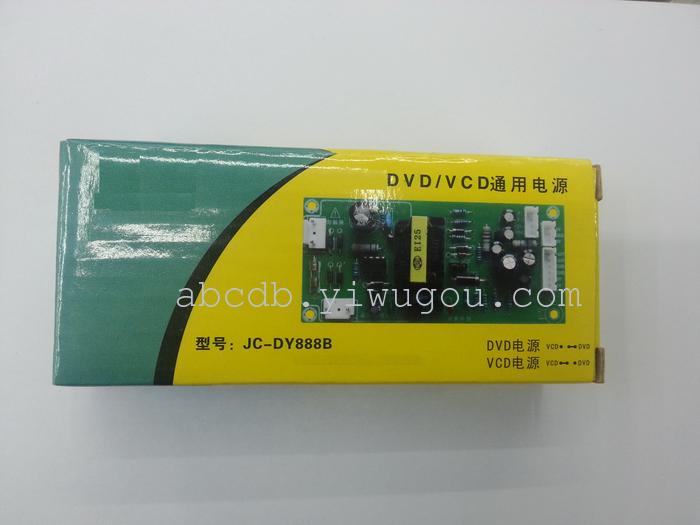 DVD/VCD通用电源
EI25
abcdb.yiwugou.com
型号：JC-DY888B
DVD电源 VCD DVD
VCD电源 VCD DVD